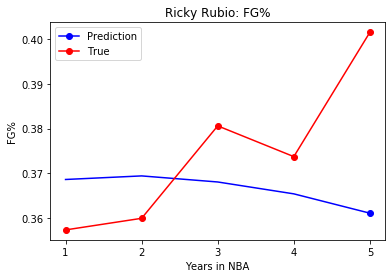 Ricky Rubio: FG%
Prediction
True
FG%
0.40
0.39
0.38
0.37
0.36
1 2 3 4 5
Years in NBA